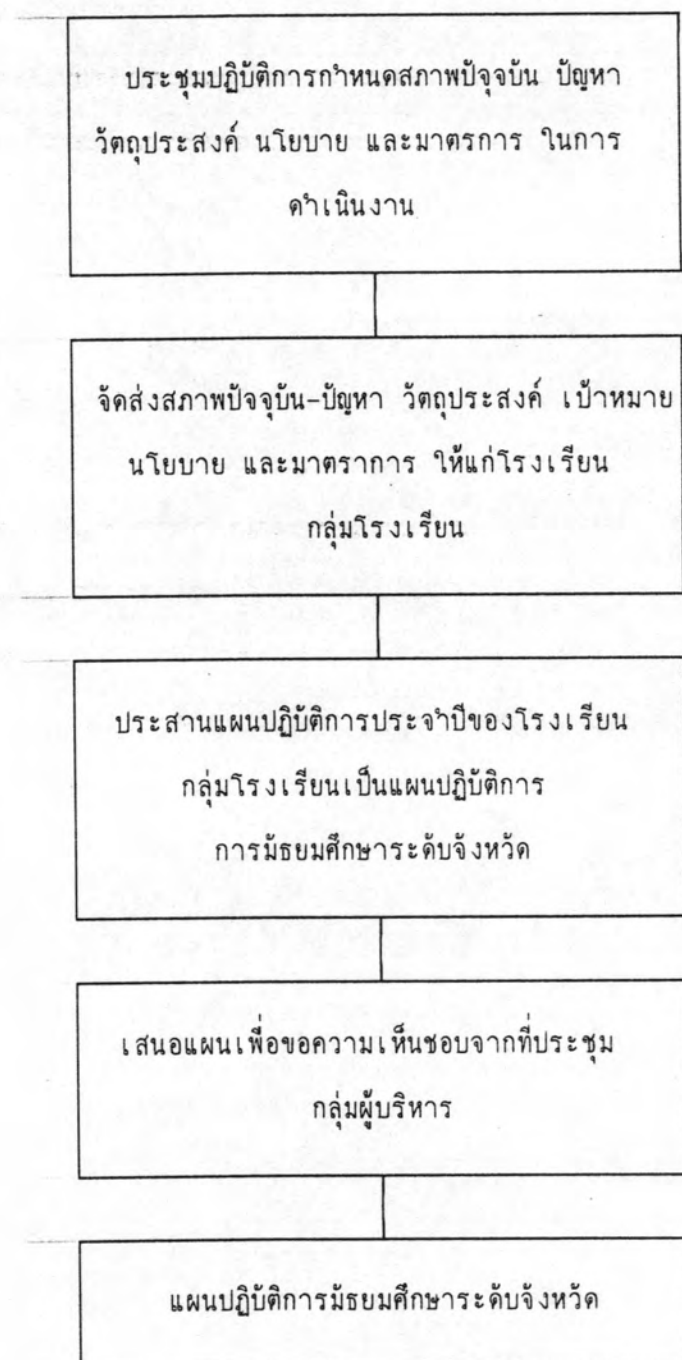 ประชุมปฏิบัติการกำหนดสภาพปัจจุบัน ปัญหา
วัตถุประสงค์ นโยบาย และมาตรการ ในการ
ดำเนินงาน
จัดส่งสภาพปัจจุบัน-ปัญหา วัตถุประสงค์ เป้าหมาย
นโยบาย และมาตราการ ให้แก่โรงเรียน
กลุ่มโรงเรียน
ประสานแผนปฏิบัติการประจำปีของโรงเรียน
กลุ่มโรงเรียนเป็นแผนปฏิบัติการ
การมัธยมศึกษาระดับจังหวัด
เสนอแผนเพื่อขอความเห็นชอบจากที่ประชุม
กลุ่มผู้บริหาร
แผนปฏิบัติการมัธยมศึกษาระดับจังหวัด